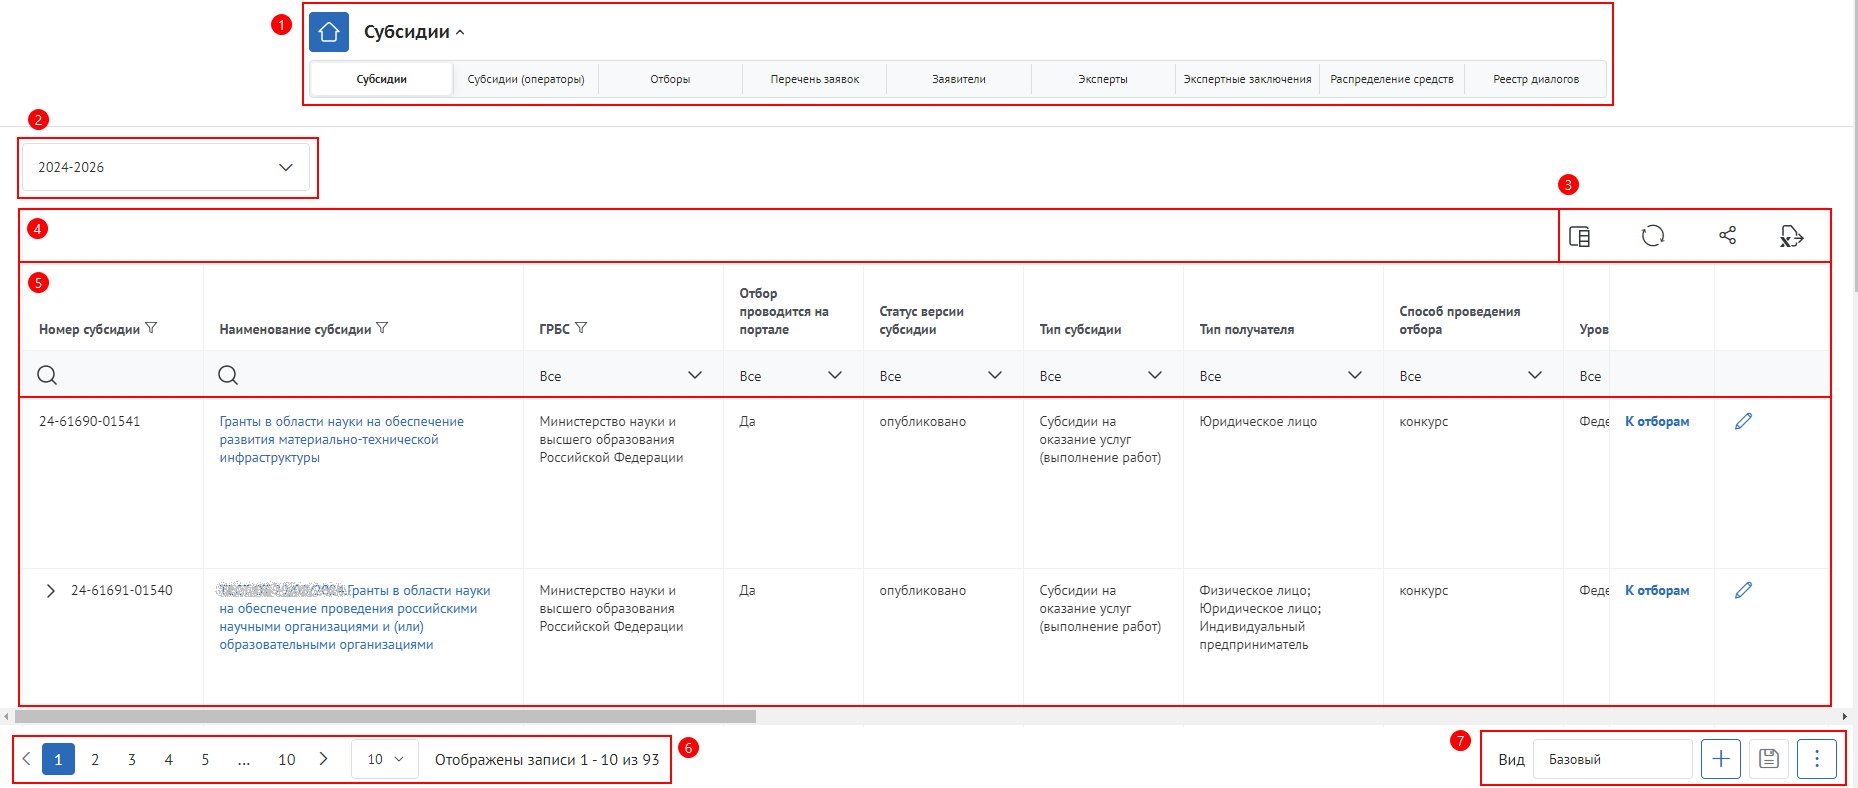 1
Субсидии
Субсидии
Субсидии (операторы)
Отборы
Перечень заявок
Заявители
Эксперты
Экспертные заключения
Распределение средств
Реестр диалогов
2
2024-2026
3
4
5
Номер субсидии
Наименование субсидии
ГРБС
Отбор
проводится на
портале
Статус версии
субсидии
Тип субсидии
Тип получателя
Способ проведения
отбора
Уров
Все
Все
Все
Все
Все
Все
Все
24-61690-01541
Гранты в области науки на обеспечение
развития материально-технической
инфраструктуры
Министерство науки и
высшего образования
Российской Федерации
Да
опубликовано
Субсидии на
оказание услуг
(выполнение работ)
Юридическое лицо
конкурс
Феде
К отборам
24-61691-01540
Гранты в области науки
на обеспечение проведения российскими
научными организациями и (или)
образовательными организациями
Министерство науки и
высшего образования
Российской Федерации
Да
опубликовано
Субсидии на
оказание услуг
(выполнение работ)
Физическое лицо;
Юридическое лицо;
Индивидуальный
предприниматель
конкурс
Феде
К отборам
1 2 3 4 5 ... 10
10
Отображены записи 1 - 10 из 93
6
7
Вид
Базовый